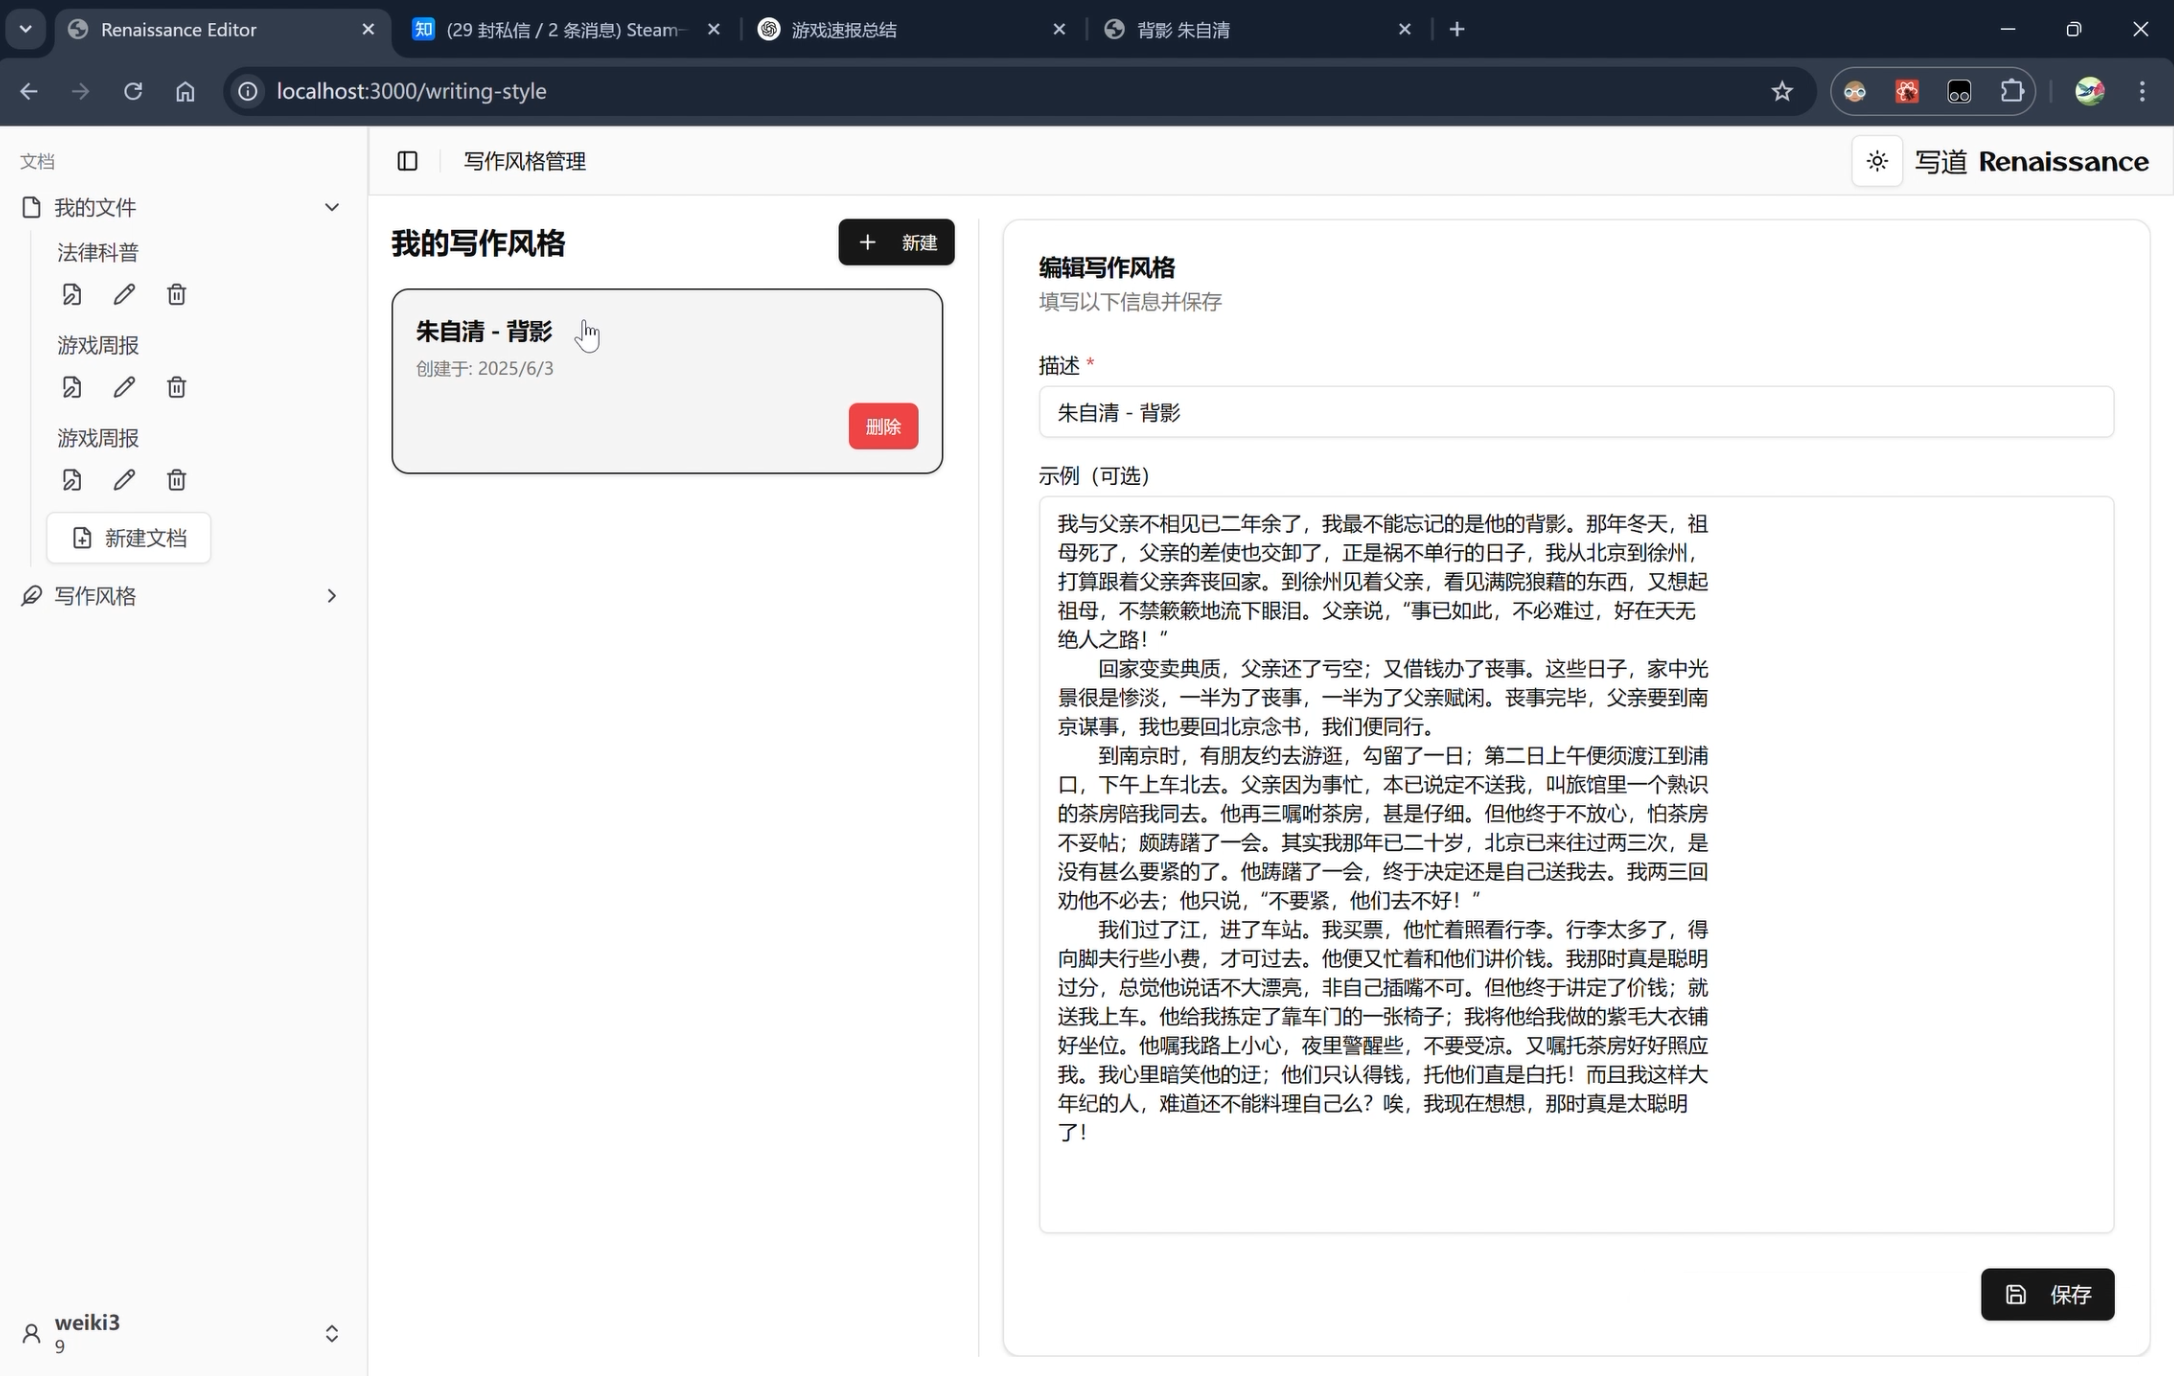 Renaissance Editor
知 (29 封私信 / 2 条消息) Steam
游戏速报总结
背影 朱自清
localhost:3000/writing-style
文档
我的文件
法律科普
游戏周报
游戏周报
新建文档
写作风格
weiki3
9
写作风格管理
写道 Renaissance
我的写作风格
新建
朱自清 - 背影
创建于: 2025/6/3
删除
编辑写作风格
填写以下信息并保存
描述 *
朱自清 - 背影
示例（可选）
我与父亲不相见已二年余了，我最不能忘记的是他的背影。那年冬天，祖
母死了，父亲的差使也交卸了，正是祸不单行的日子，我从北京到徐州，
打算跟着父亲奔丧回家。到徐州见着父亲，看见满院狼藉的东西，又想起
祖母，不禁簌簌地流下眼泪。父亲说，“事已如此，不必难过，好在天无
绝人之路！”
回家变卖典质，父亲还了亏空；又借钱办了丧事。这些日子，家中光
景很是惨淡，一半为了丧事，一半为了父亲赋闲。丧事完毕，父亲要到南
京谋事，我也要回北京念书，我们便同行。
到南京时，有朋友约去游逛，勾留了一日；第二日上午便须渡江到浦
口，下午上车北去。父亲因为事忙，本已说定不送我，叫旅馆里一个熟识
的茶房陪我同去。他再三嘱咐茶房，甚是仔细。但他终于不放心，怕茶房
不妥帖；颇踌躇了一会。其实我那年已二十岁，北京已来往过两三次，是
没有甚么要紧的了。他踌躇了一会，终于决定还是自己送我去。我两三回
劝他不必去；他只说，“不要紧，他们去不好！”
我们过了江，进了车站。我买票，他忙着照看行李。行李太多了，得
向脚夫行些小费，才可过去。他便又忙着和他们讲价钱。我那时真是聪明
过分，总觉他说话不大漂亮，非自己插嘴不可。但他终于讲定了价钱；就
送我上车。他给我拣定了靠车门的一张椅子；我将他给我做的紫毛大衣铺
好坐位。他嘱我路上小心，夜里警醒些，不要受凉。又嘱托茶房好好照应
我。我心里暗笑他的迂；他们只认得钱，托他们直是白托！而且我这样大
年纪的人，难道还不能料理自己么？唉，我现在想想，那时真是太聪明
了！
保存